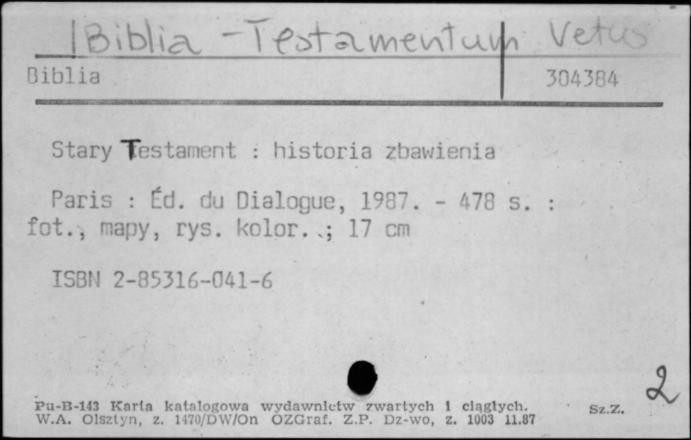 Biblia - Testamentum Vetus
Biblia 304384
Stary Testament : historia zbawienia
Paris : Éd. du Dialogue, 1987. - 478 s. :
fot., mapy, rys. kolor. ; 17 cm
ISBN 2-85316-041-6
2
Pu-B-143 Karta katalogowa wydawnictw zwartych i ciągłych. Sz.Z.
W.A. Olsztyn, z. 1470/DW/On OZGraf. Z.P. Dz-wo, z. 1003 11.87